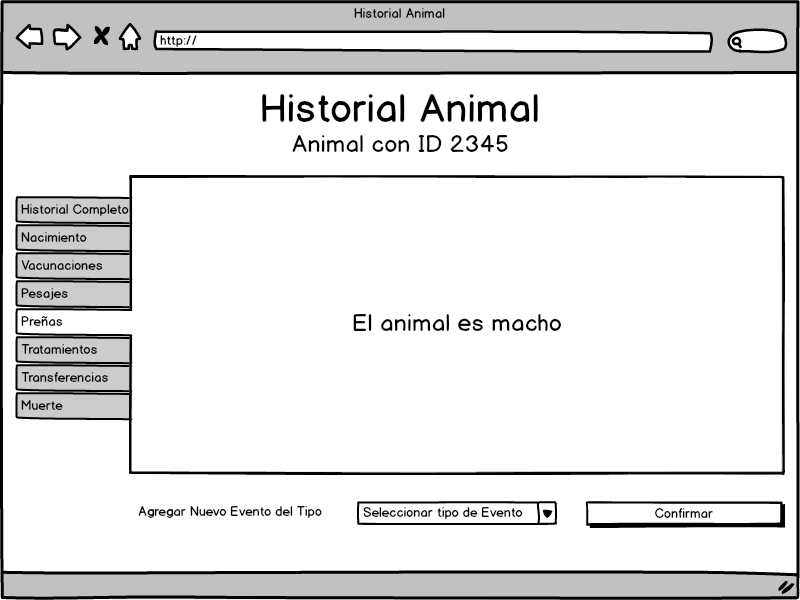 Historial Animal
http://
Historial Animal
Animal con ID 2345
Historial Completo
Nacimiento
Vacunaciones
Pesajes
Preñas
Tratamientos
Transferencias
Muerte
El animal es macho
Agregar Nuevo Evento del Tipo
Seleccionar tipo de Evento
Confirmar